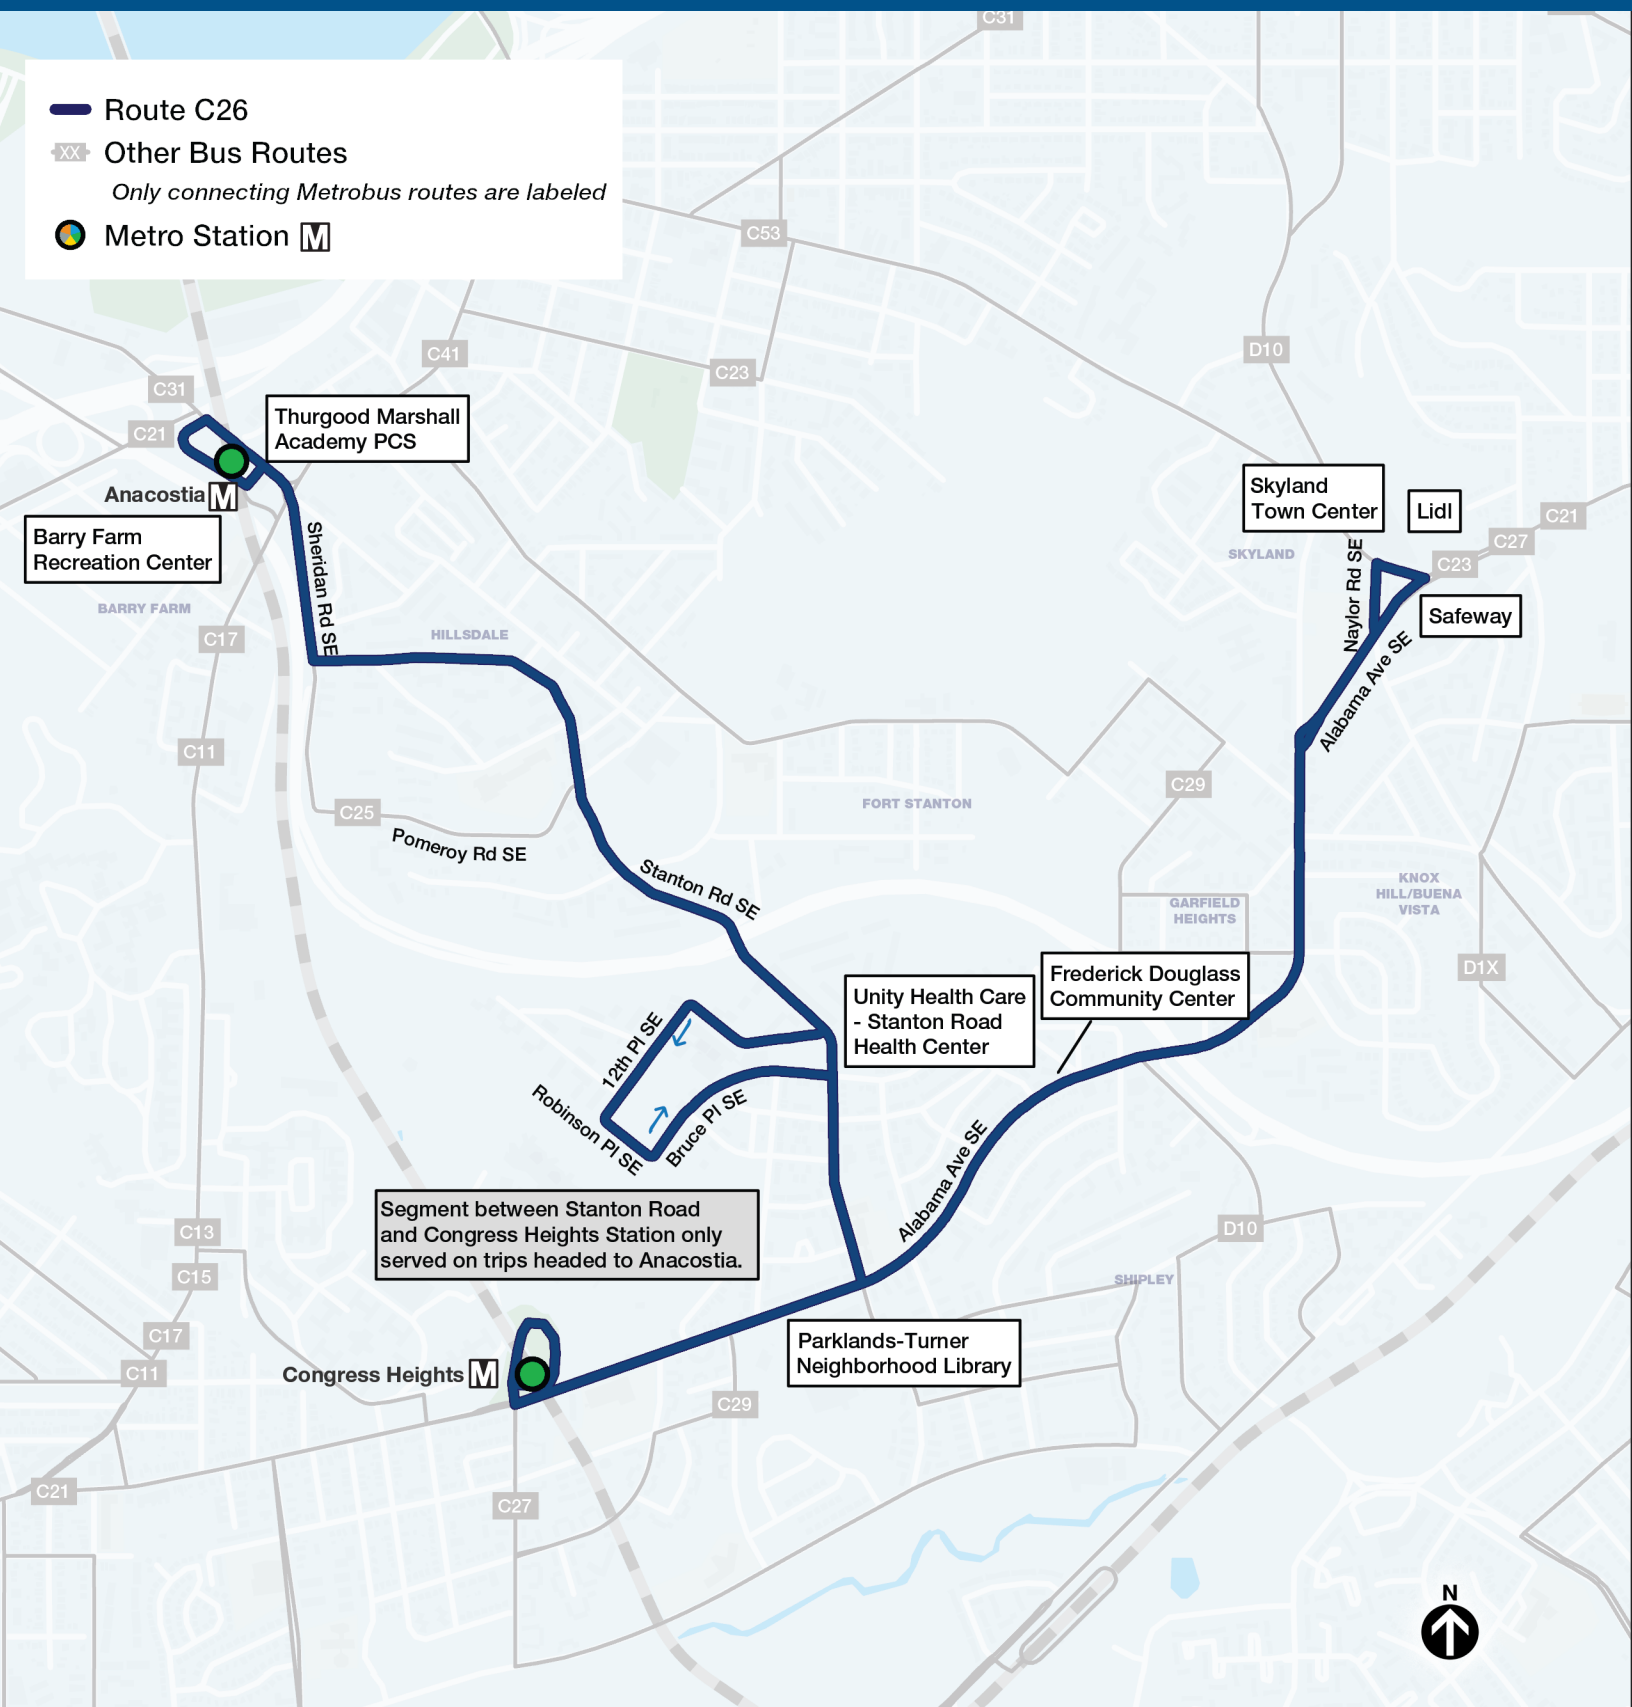 C31
Route C26
XX
Other Bus Routes
Only connecting Metrobus routes are labeled
Metro Station M
C53
C41
C23
D10
C31
C21
Thurgood Marshall
Academy PCS
Anacostia M
Barry Farm
Recreation Center
BARRY FARM
Sheridan Rd SE
HILLSDALE
C17
C11
C25
Pomeroy Rd SE
Stanton Rd SE
FORT STANTON
Skyland
Town Center
Lidl
SKYLAND
C21
C27
C23
Naylor Rd SE
Safeway
Alabama Ave SE
C29
KNOX
HILL/BUENA
VISTA
GARFIELD
HEIGHTS
D1X
Frederick Douglass
Community Center
Unity Health Care
- Stanton Road
Health Center
12th Pl SE
Robinson Pl SE
Bruce Pl SE
Alabama Ave SE
Segment between Stanton Road
and Congress Heights Station only
served on trips headed to Anacostia.
C13
C15
C17
C11
D10
SHIPLEY
Parklands-Turner
Neighborhood Library
Congress Heights M
C29
C21
C27
N